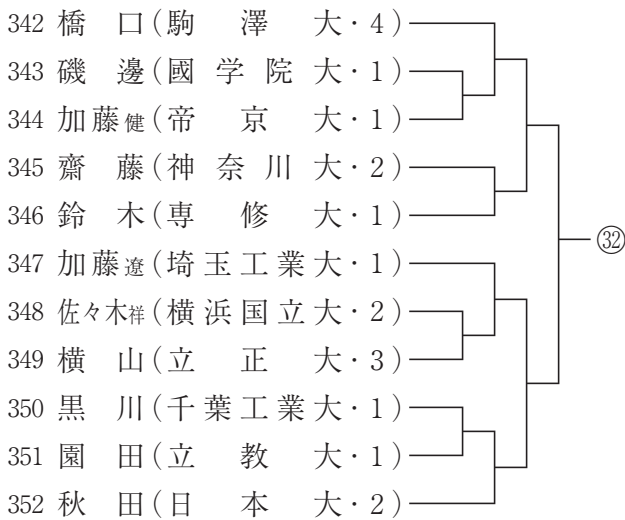 342 橋口(駒澤大・4)
343 磯邊(國学院大・1)
344 加藤健(帝京大・1)
345 齋藤(神奈川大・2)
346 鈴木(専修大・1)
347 加藤遼(埼玉工業大・1)
348 佐々木祥(横浜国立大・2)
349 横山(立正大・3)
350 黒川(千葉工業大・1)
351 園田(立教大・1)
352 秋田(日本大・2)
㉜